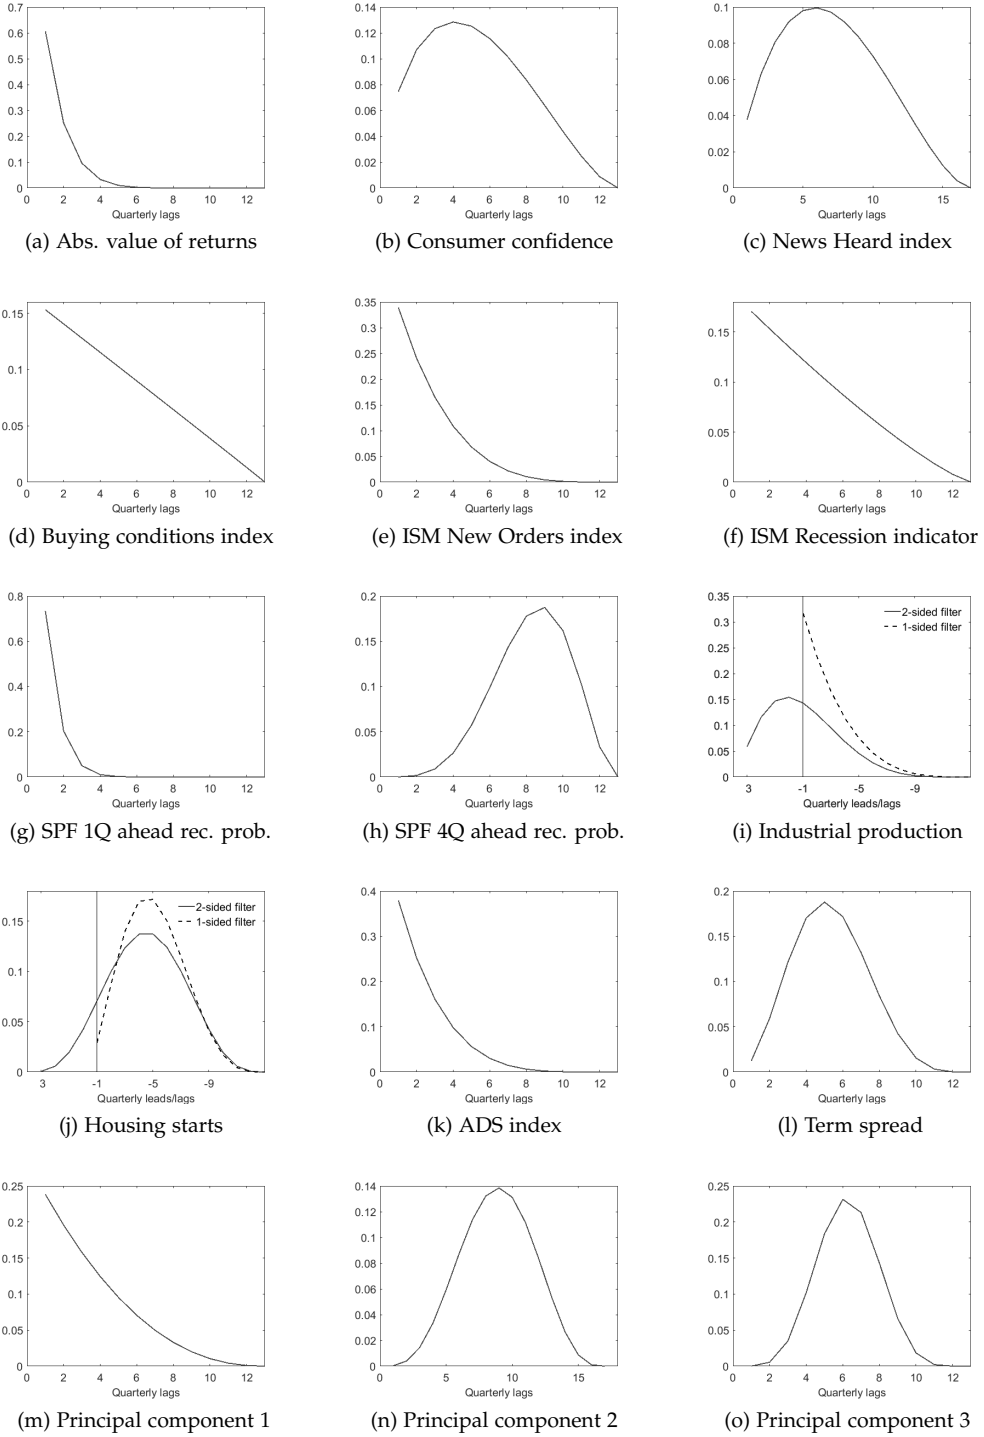 0.7
0.6
0.5
0.4
0.3
0.2
0.1
0
0 2 4 6 8 10 12
Quarterly lags
(a) Abs. value of returns
0.14
0.12
0.1
0.08
0.06
0.04
0.02
0
0 2 4 6 8 10 12
Quarterly lags
(b) Consumer confidence
0.1
0.08
0.06
0.04
0.02
0
5 10 15
Quarterly lags
(c) News Heard index
0.15
0.1
0.05
0
0 2 4 6 8 10 12
Quarterly lags
(d) Buying conditions index
0.35
0.3
0.25
0.2
0.15
0.1
0.05
0
0 2 4 6 8 10 12
Quarterly lags
(e) ISM New Orders index
0.15
0.1
0.05
0
0 2 4 6 8 10 12
Quarterly lags
(f) ISM Recession indicator
0.8
0.6
0.4
0.2
0
0 2 4 6 8 10 12
Quarterly lags
(g) SPF 1Q ahead rec. prob.
0.2
0.15
0.1
0.05
0
0 2 4 6 8 10 12
Quarterly lags
(h) SPF 4Q ahead rec. prob.
0.35
0.3
0.25
0.2
0.15
0.1
0.05
0
2-sided filter
1-sided filter
3 -1 -5 -9
Quarterly leads/lags
(i) Industrial production
0.15
0.1
0.05
0
2-sided filter
1-sided filter
3 -1 -5 -9
Quarterly leads/lags
(j) Housing starts
0.4
0.3
0.2
0.1
0
0 2 4 6 8 10 12
Quarterly lags
(k) ADS index
0.2
0.15
0.1
0.05
0
0 2 4 6 8 10 12
Quarterly lags
(l) Term spread
0.25
0.2
0.15
0.1
0.05
0
0 2 4 6 8 10 12
Quarterly lags
(m) Principal component 1
0.14
0.12
0.1
0.08
0.06
0.04
0.02
0
0 5 10 15
Quarterly lags
(n) Principal component 2
0.25
0.2
0.15
0.1
0.05
0
0 2 4 6 8 10 12
Quarterly lags
(o) Principal component 3